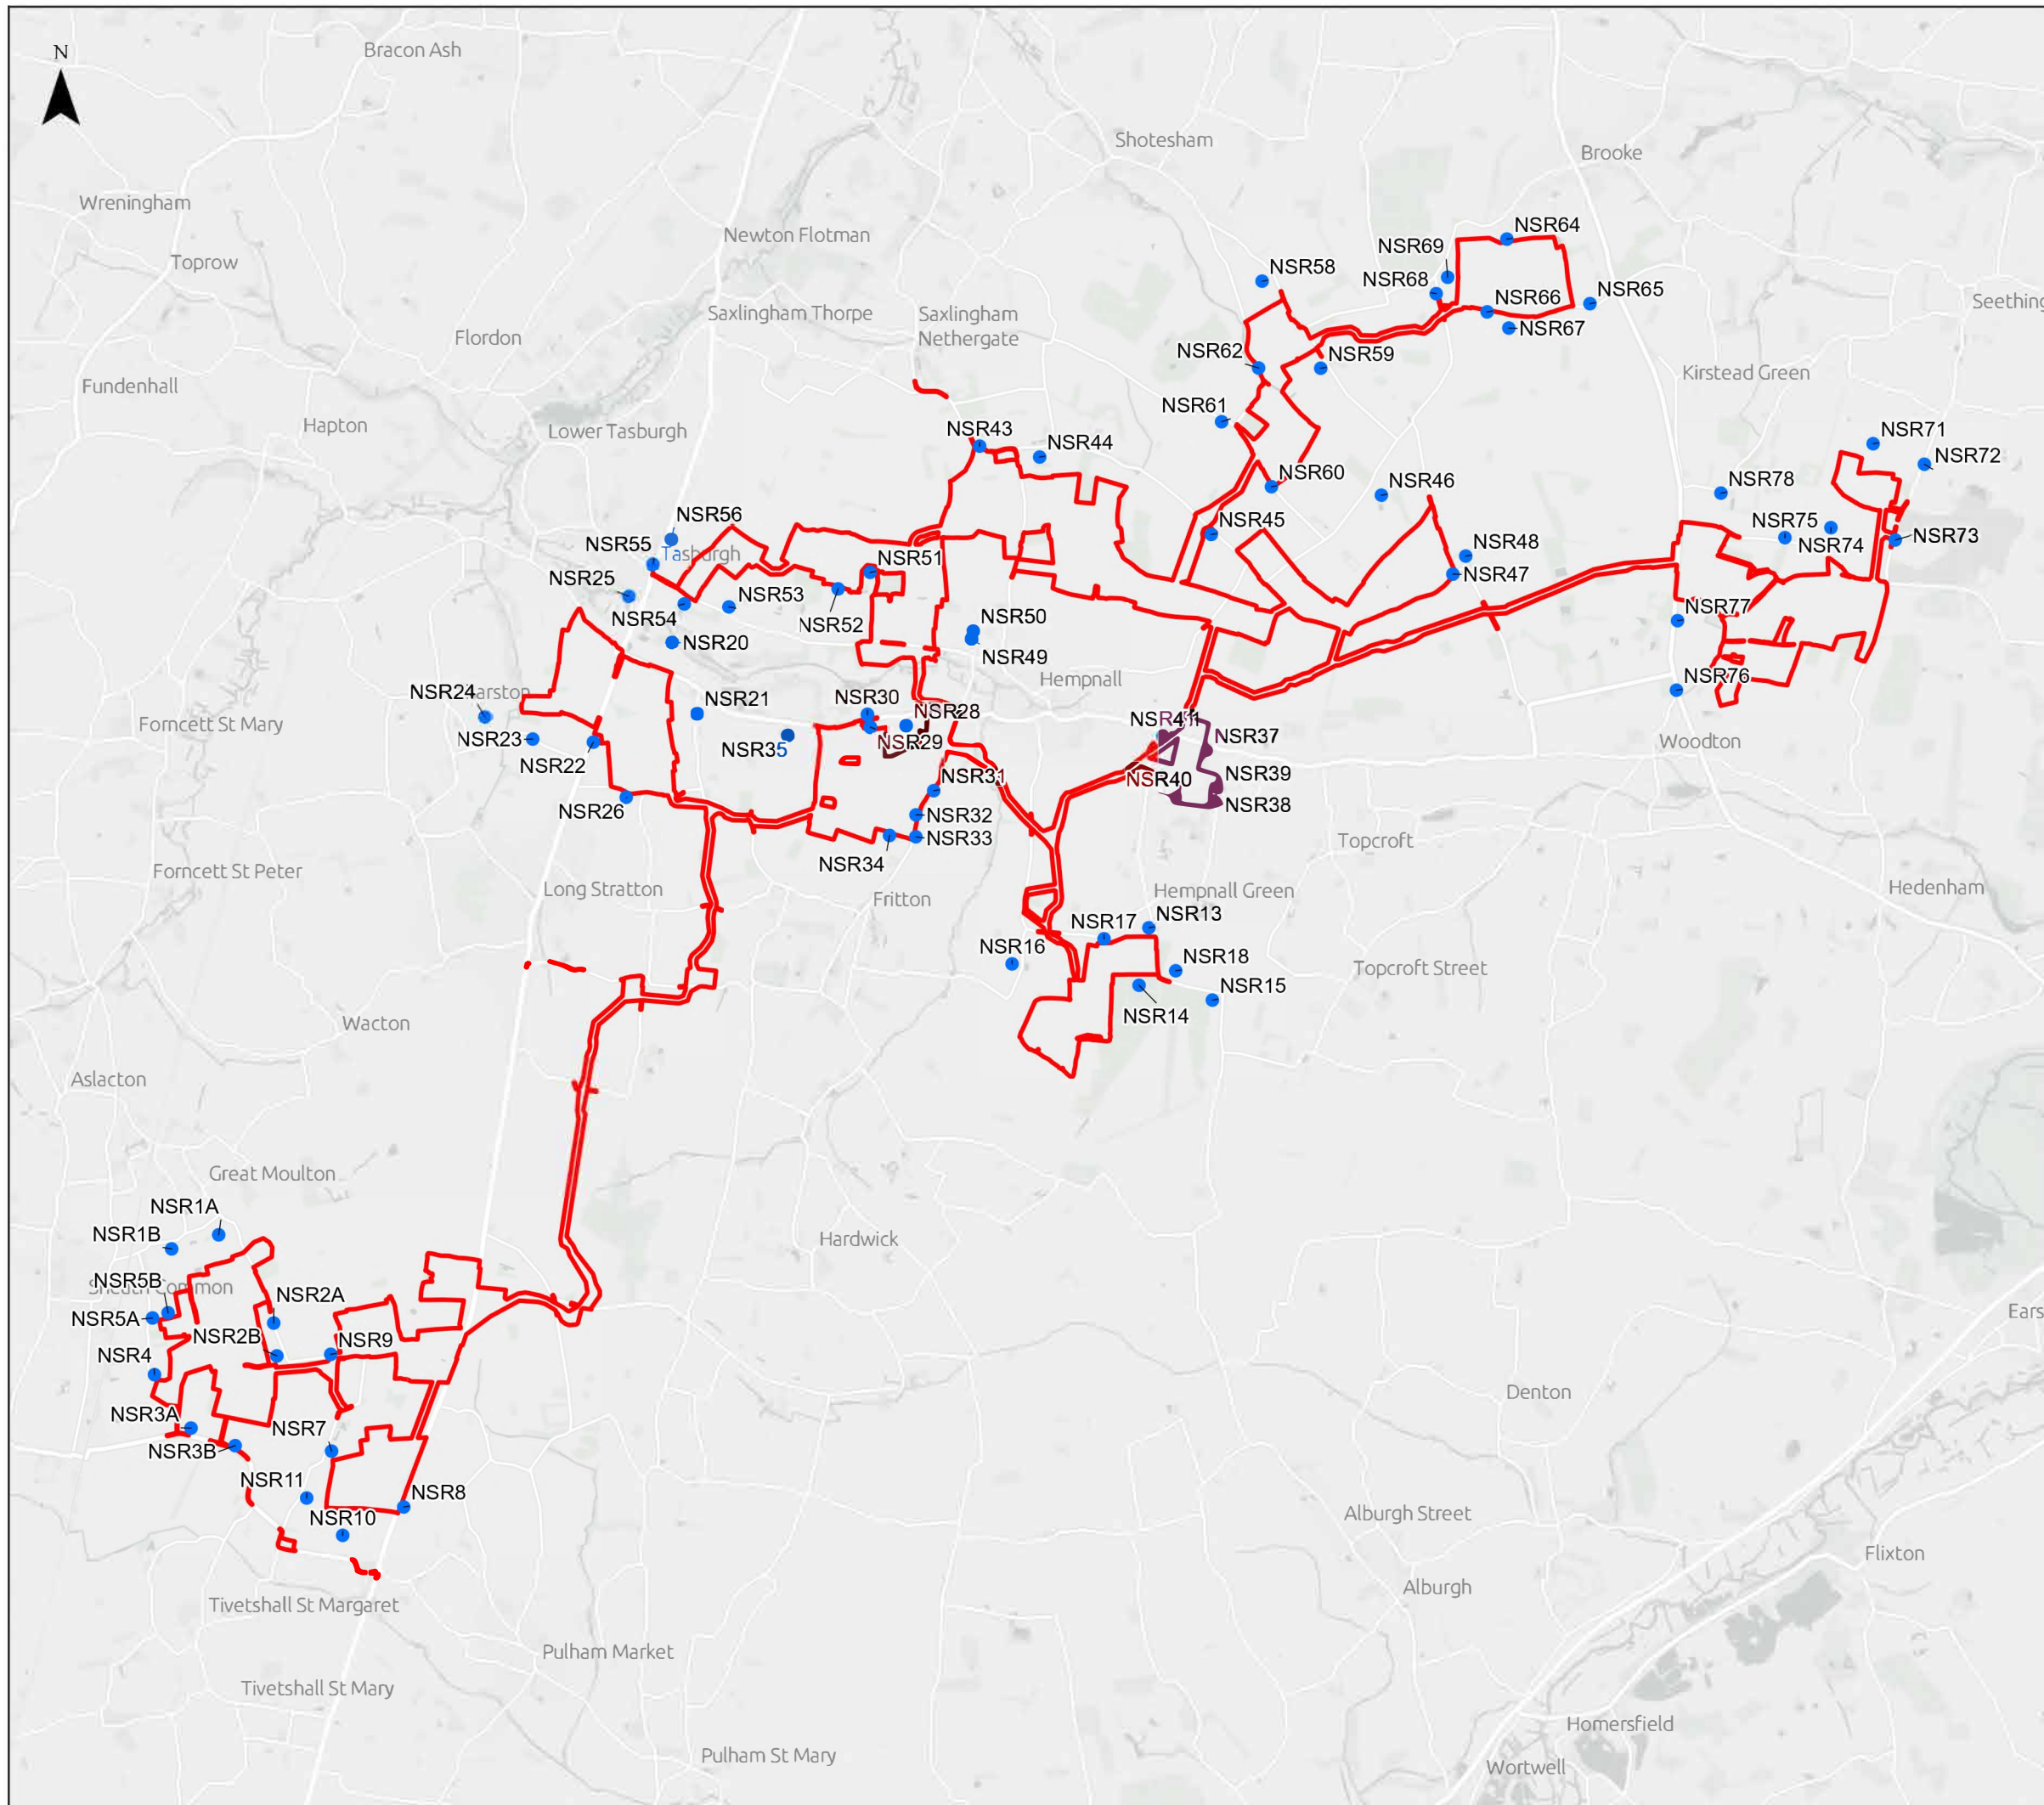 N
Bracon Ash
Shotesham
Brooke
Wreningham
Newton Flotman
NSR64
NSR69
Toprow
NSR58
NSR68
NSR66
NSR65
Seething
Saxlingham Thorpe
Saxlingham
Nethergate
NSR67
Flordon
NSR62
NSR59
Kirstead Green
Fundenhall
NSR61
Hapton
Lower Tasburgh
NSR43
NSR44
NSR71
NSR72
NSR60
NSR46
NSR78
NSR56
NSR45
NSR75
NSR73
NSR55
Tasburgh
NSR51
NSR48
NSR74
NSR25
NSR53
NSR47
NSR54
NSR52
NSR50
NSR77
NSR20
NSR49
Hempnall
NSR76
NSR24
NSR21
NSR30
NSR28
NSR41
Forncett St Mary
NSR23
NSR35
NSR29
NSR37
Woodton
NSR22
NSR31
NSR40
NSR39
NSR26
NSR32
NSR38
NSR33
Topcroft
NSR34
Forncett St Peter
Long Stratton
Fritton
Hempnall Green
Hedenham
NSR17
NSR13
NSR16
NSR18
Topcroft Street
NSR15
NSR14
Wacton
Aslacton
Great Moulton
NSR1A
NSR1B
Hardwick
NSR5B
Sneath Common
NSR2A
NSR5A
Ears
NSR2B
NSR9
NSR4
Denton
NSR3A
NSR7
NSR3B
NSR11
NSR8
Alburgh Street
NSR10
Flixton
Alburgh
Tivetshall St Margaret
Pulham Market
Tivetshall St Mary
Homersfield
Pulham St Mary
Wortwell